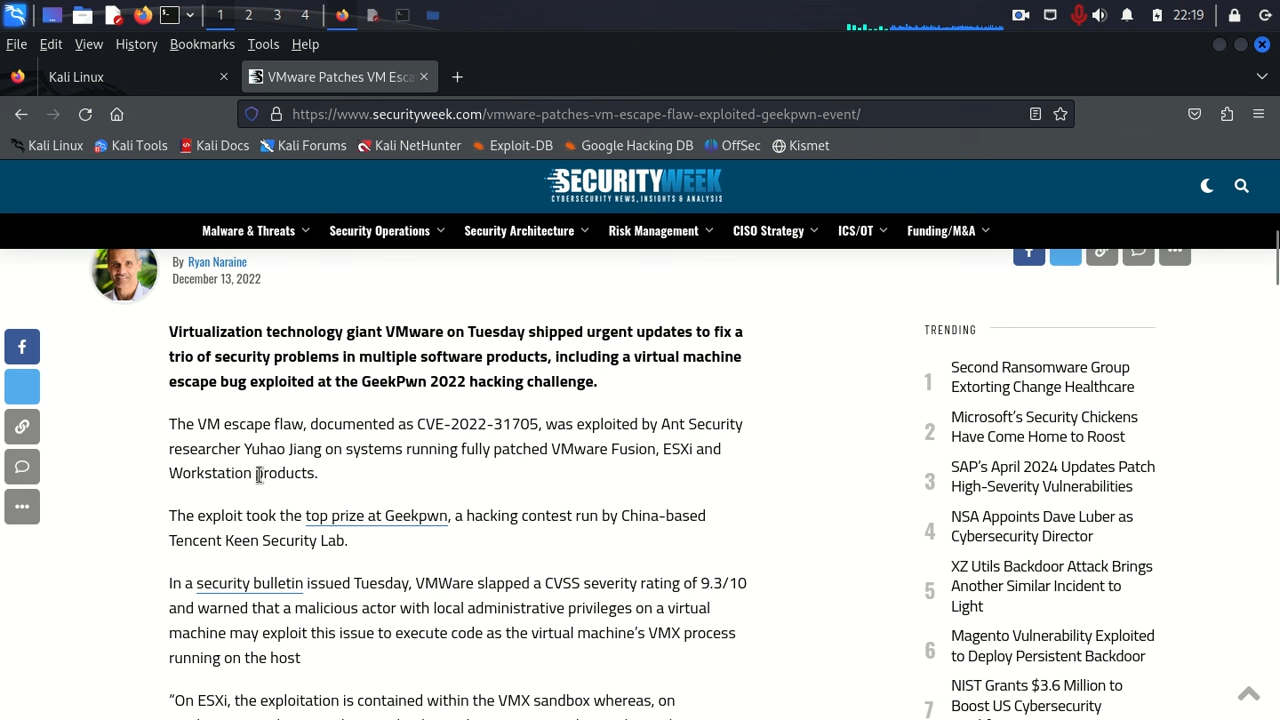 1 2 3 4 22:19
File Edit View History Bookmarks Tools Help
Kali Linux VMware Patches VM Esca
https://www.securityweek.com/vmware-patches-vm-escape-flaw-exploited-geekpwn-event/
Kali Linux Kali Tools Kali Docs Kali Forums Kali NetHunter Exploit-DB Google Hacking DB OffSec Kismet
SECURITYWEEK
CYBERSECURITY NEWS, INSIGHTS & ANALYSIS
Malware & Threats Security Operations Security Architecture Risk Management CISO Strategy ICS/OT Funding/M&A
By Ryan Naraine
December 13, 2022
Virtualization technology giant VMware on Tuesday shipped urgent updates to fix a
trio of security problems in multiple software products, including a virtual machine
escape bug exploited at the GeekPwn 2022 hacking challenge.
The VM escape flaw, documented as CVE-2022-31705, was exploited by Ant Security
researcher Yuhao Jiang on systems running fully patched VMware Fusion, ESXi and
Workstation products.
The exploit took the top prize at Geekpwn, a hacking contest run by China-based
Tencent Keen Security Lab.
In a security bulletin issued Tuesday, VMWare slapped a CVSS severity rating of 9.3/10
and warned that a malicious actor with local administrative privileges on a virtual
machine may exploit this issue to execute code as the virtual machine’s VMX process
running on the host
“On ESXi, the exploitation is contained within the VMX sandbox whereas, on
TRENDING
1 Second Ransomware Group
Extorting Change Healthcare
2 Microsoft’s Security Chickens
Have Come Home to Roost
3 SAP’s April 2024 Updates Patch
High-Severity Vulnerabilities
4 NSA Appoints Dave Luber as
Cybersecurity Director
5 XZ Utils Backdoor Attack Brings
Another Similar Incident to
Light
6 Magento Vulnerability Exploited
to Deploy Persistent Backdoor
7 NIST Grants $3.6 Million to
Boost US Cybersecurity